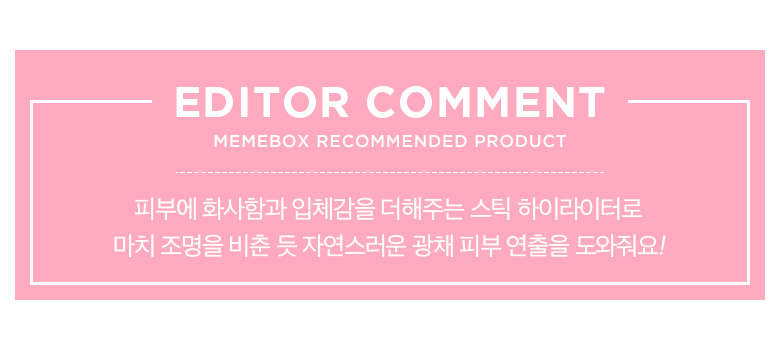 EDITOR COMMENT
MEMEBOX RECOMMENDED PRODUCT
피부에 화사함과 입체감을 더해주는 스틱 하이라이터로
마치 조명을 비춘 듯 자연스러운 광채 피부 연출을 도와줘요!